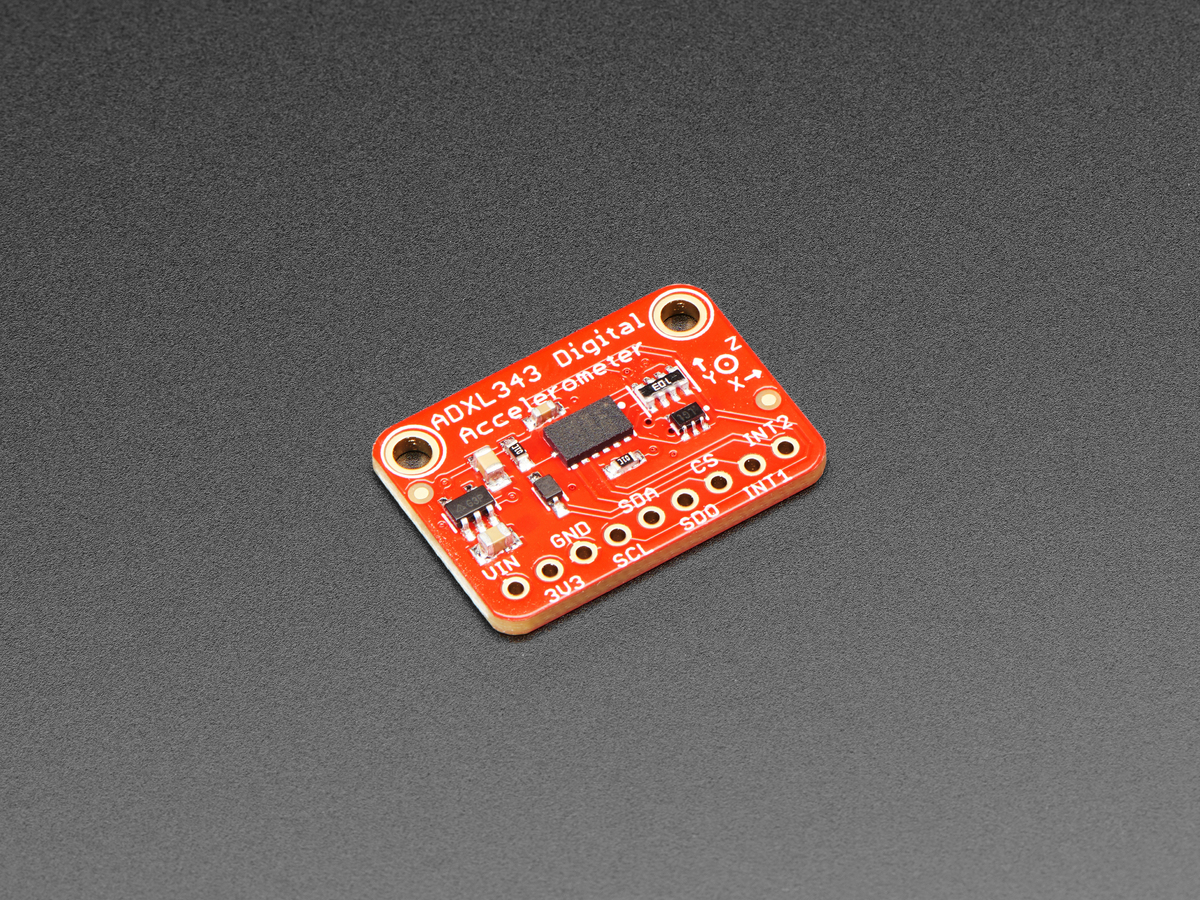 ADXL343 Digital
Accelerometer
Z
Y
X
INT2
CS
INT1
SDA
SDO
GND
SCL
VIN
3V3